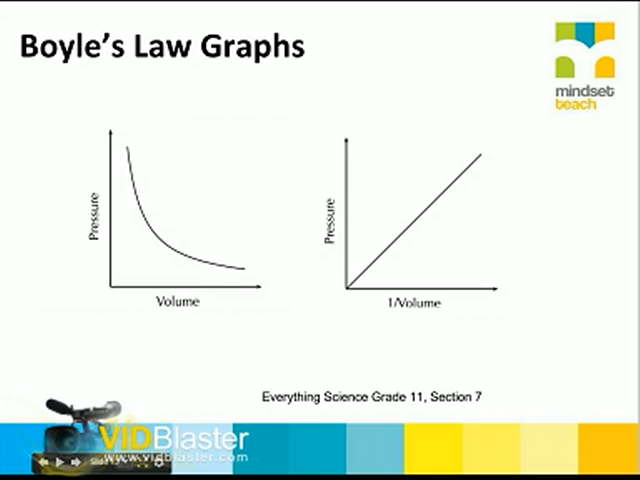 Boyle's Law Graphs
mindset
teach
Pressure
Volume
Pressure
1/Volume
Everything Science Grade 11, Section 7
VIDBlaster
www.vidblaster.com